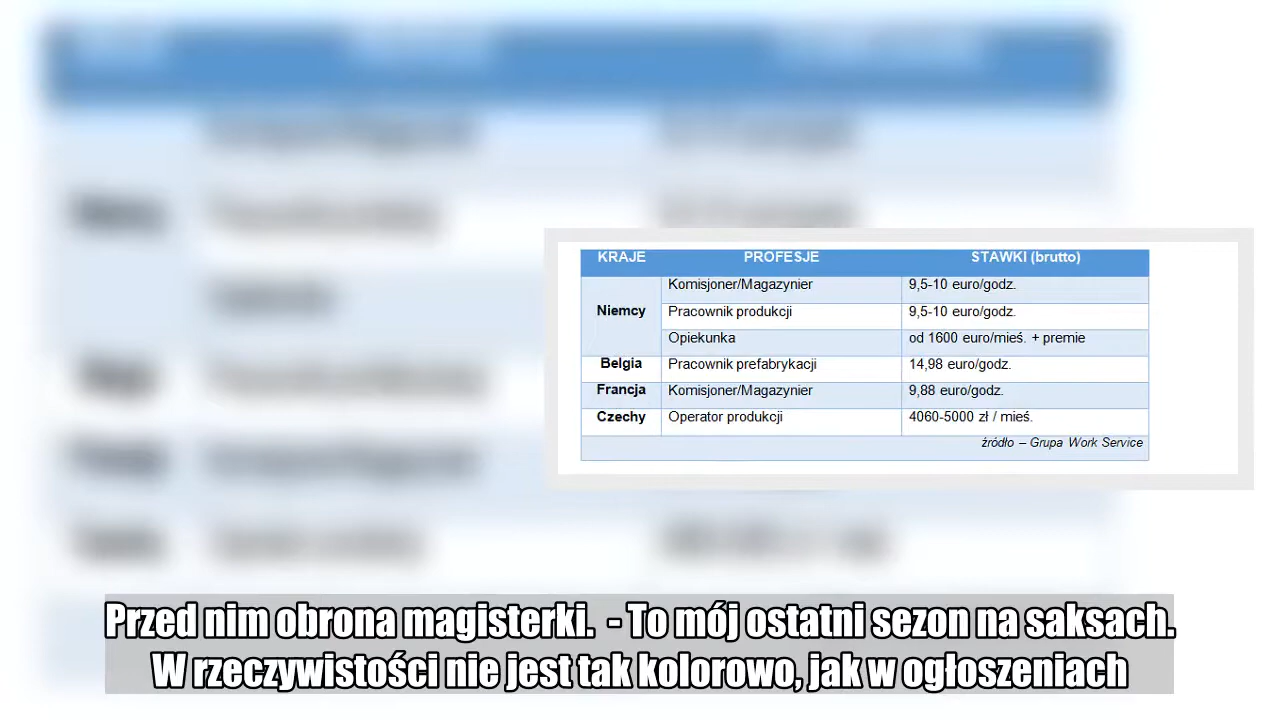 KRAJE PROFESJE STAWKI (brutto)
Niemcy
Komisjoner/Magazynier 9,5-10 euro/godz.
Pracownik produkcji 9,5-10 euro/godz.
Opiekunka od 1600 euro/mieś. + premie
Belgia Pracownik prefabrykacji 14,98 euro/godz.
Francja Komisjoner/Magazynier 9,88 euro/godz.
Czechy Operator produkcji 4060-5000 zł / mieś.
źródło – Grupa Work Service
Przed nim obrona magisterki. - To mój ostatni sezon na saksach.
W rzeczywistości nie jest tak kolorowo, jak w ogłoszeniach